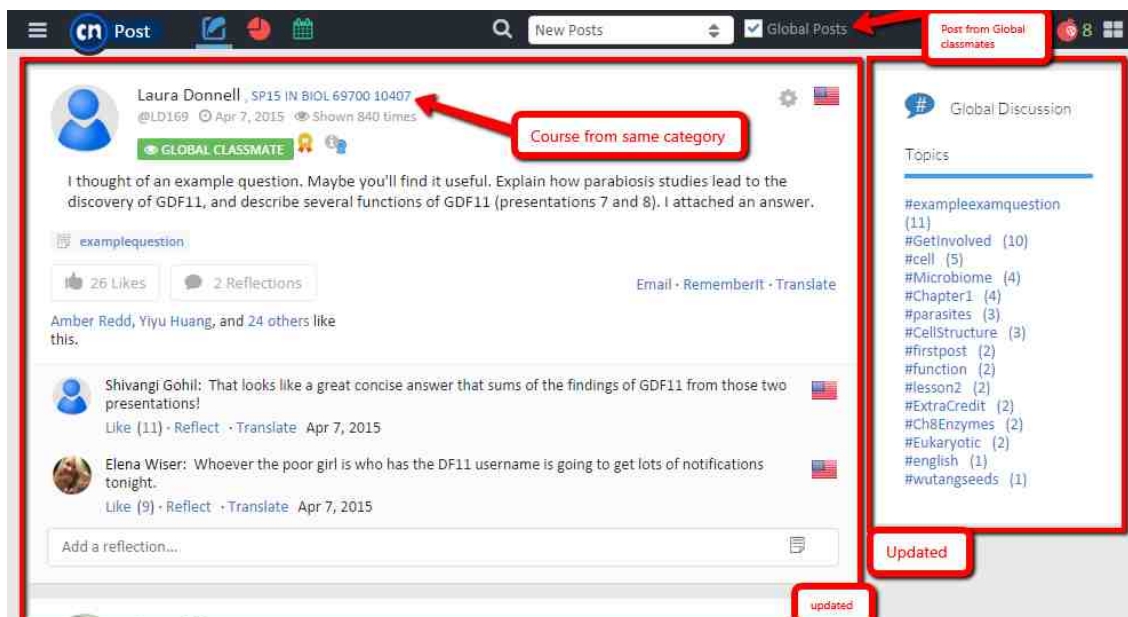 cn Post
New Posts
Global Posts
Post from Global
classmates
8
Laura Donnell , SP15 IN BIOL 69700 10407
@LD169 Apr 7, 2015 Shown 840 times
GLOBAL CLASSMATE
Course from same category
I thought of an example question. Maybe you'll find it useful. Explain how parabiosis studies lead to the
discovery of GDF11, and describe several functions of GDF11 (presentations 7 and 8). I attached an answer.
examplequestion
26 Likes
2 Reflections
Email · RememberIt · Translate
Amber Redd, Yiyu Huang, and 24 others like
this.
Shivangi Gohil: That looks like a great concise answer that sums of the findings of GDF11 from those two
presentations!
Like (11) · Reflect · Translate Apr 7, 2015
Elena Wiser: Whoever the poor girl is who has the DF11 username is going to get lots of notifications
tonight.
Like (9) · Reflect · Translate Apr 7, 2015
Add a reflection...
updated
# Global Discussion
Topics
#exampleexamquestion
(11)
#GetInvolved (10)
#cell (5)
#Microbiome (4)
#Chapter1 (4)
#parasites (3)
#CellStructure (3)
#firstpost (2)
#function (2)
#lesson2 (2)
#ExtraCredit (2)
#Ch8Enzymes (2)
#Eukaryotic (2)
#english (1)
#wutangseeds (1)
Updated